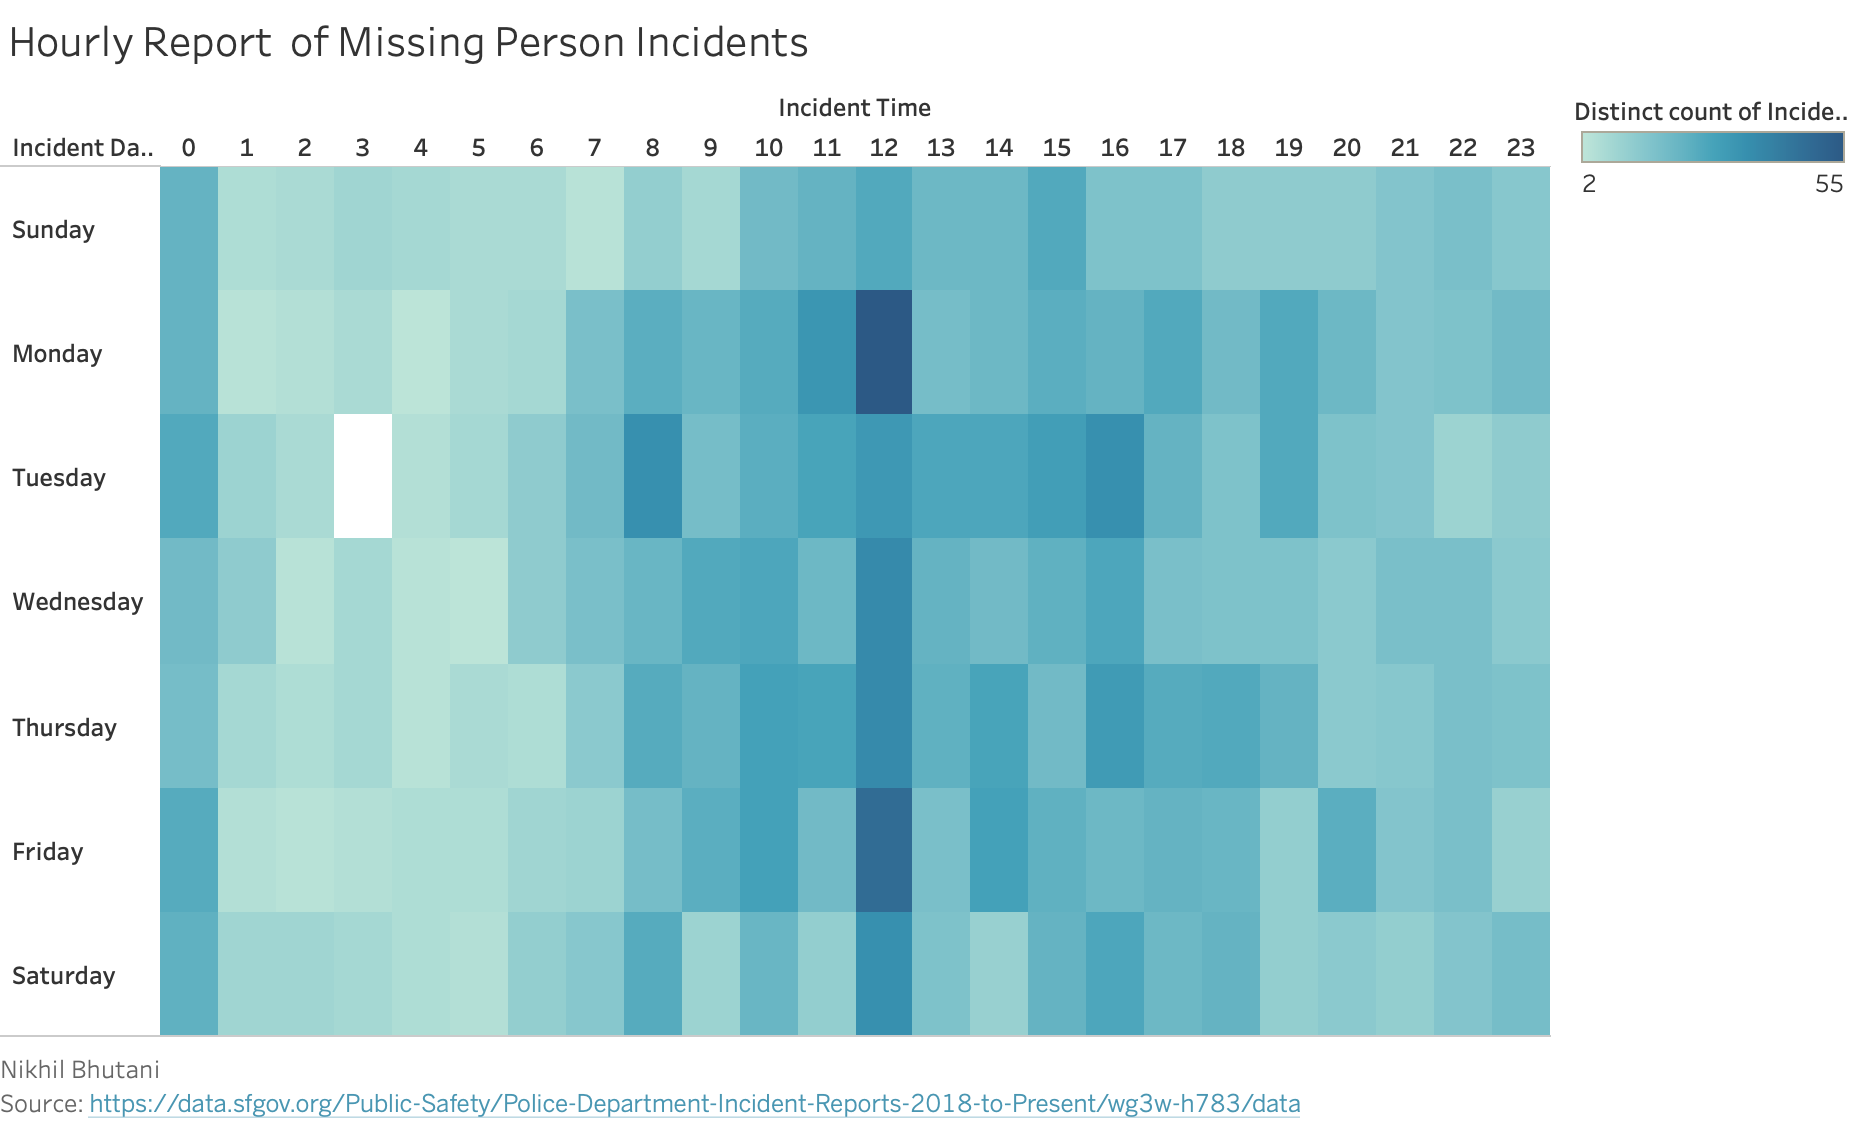 Hourly Report  of Missing Person Incidents
Incident Time
Distinct count of Incide..
Incident Da.. 0 1 2 3 4 5 6 7 8 9 10 11 12 13 14 15 16 17 18 19 20 21 22 23
2 55
Sunday
Monday
Tuesday
Wednesday
Thursday
Friday
Saturday
Nikhil Bhutani
Source: https://data.sfgov.org/Public-Safety/Police-Department-Incident-Reports-2018-to-Present/wg3w-h783/data